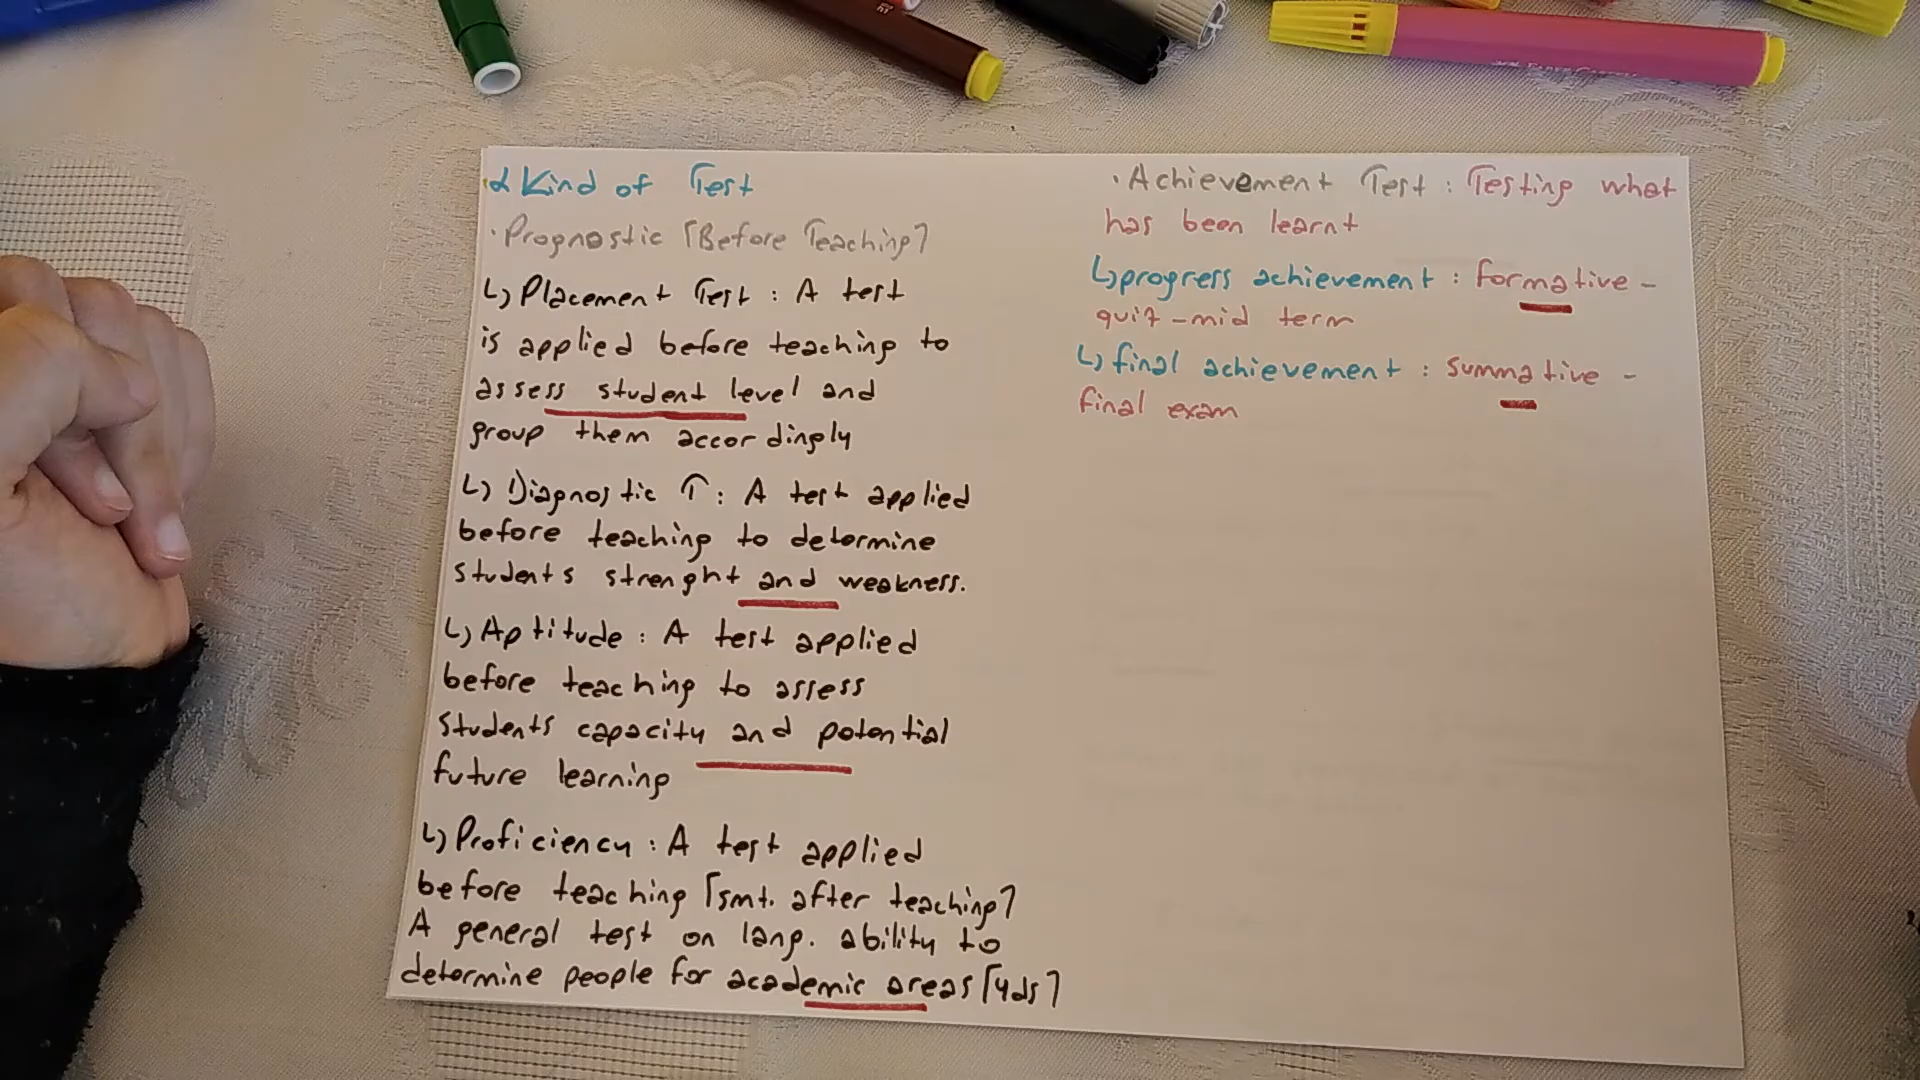 α Kind of Test
• Prognostic [Before Teaching]
↳ Placement Test : A test
is applied before teaching to
assess student level and
group them accordingly
↳ Diagnostic T : A test applied
before teaching to determine
students strenght and weakness.
↳ Aptitude : A test applied
before teaching to assess
students capacity and potential
future learning
↳ Proficiency : A test applied
before teaching [smt. after teaching]
A general test on lang. ability to
determine people for academic areas [yds]
• Achievement Test : Testing what
has been learnt
↳ progress achievement : formative -
quiz - mid term
↳ final achievement : summative -
final exam